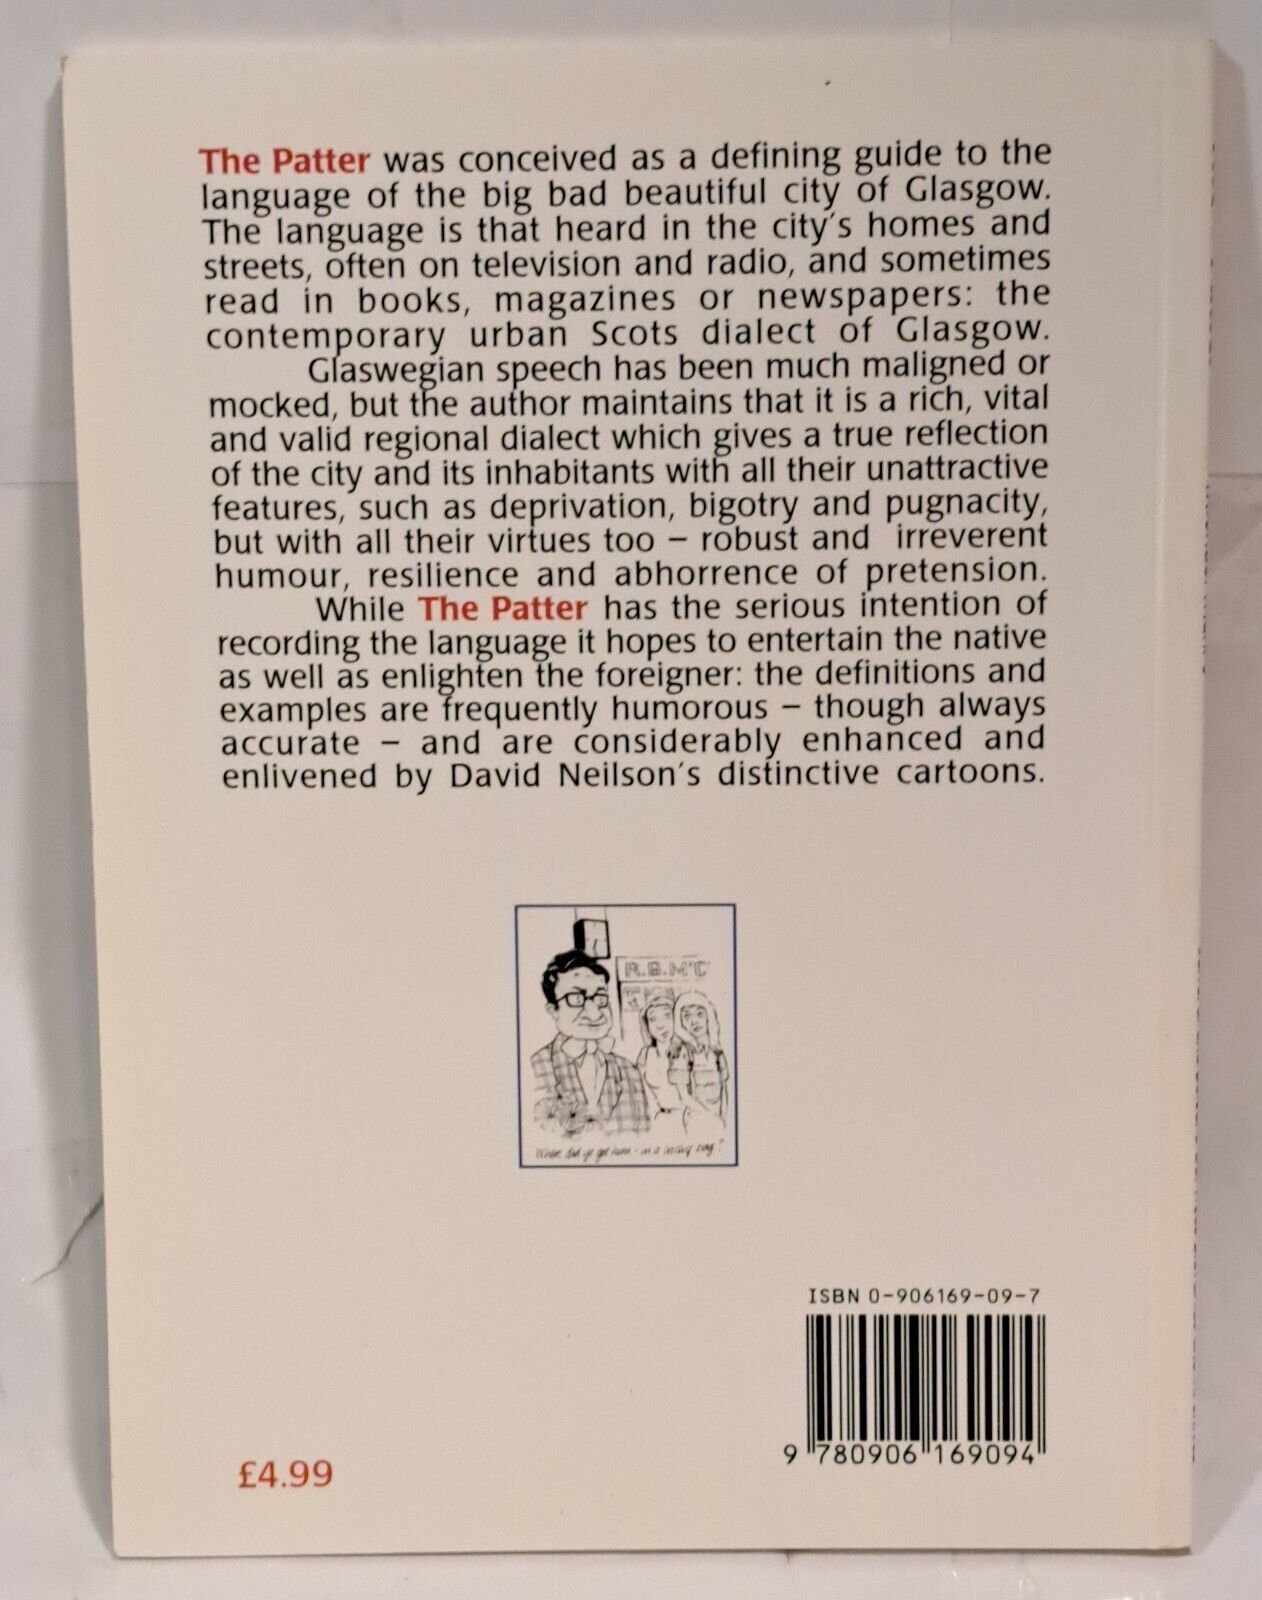 The Patter was conceived as a defining guide to the
language of the big bad beautiful city of Glasgow.
The language is that heard in the city's homes and
streets, often on television and radio, and sometimes
read in books, magazines or newspapers: the
contemporary urban Scots dialect of Glasgow.
Glaswegian speech has been much maligned or
mocked, but the author maintains that it is a rich, vital
and valid regional dialect which gives a true reflection
of the city and its inhabitants with all their unattractive
features, such as deprivation, bigotry and pugnacity,
but with all their virtues too – robust and irreverent
humour, resilience and abhorrence of pretension.
While The Patter has the serious intention of
recording the language it hopes to entertain the native
as well as enlighten the foreigner: the definitions and
examples are frequently humorous – though always
accurate – and are considerably enhanced and
enlivened by David Neilson's distinctive cartoons.
R.B. McC
did ye get him - in a lucky bag?
ISBN 0-906169-09-7
9 780906 169094
£4.99